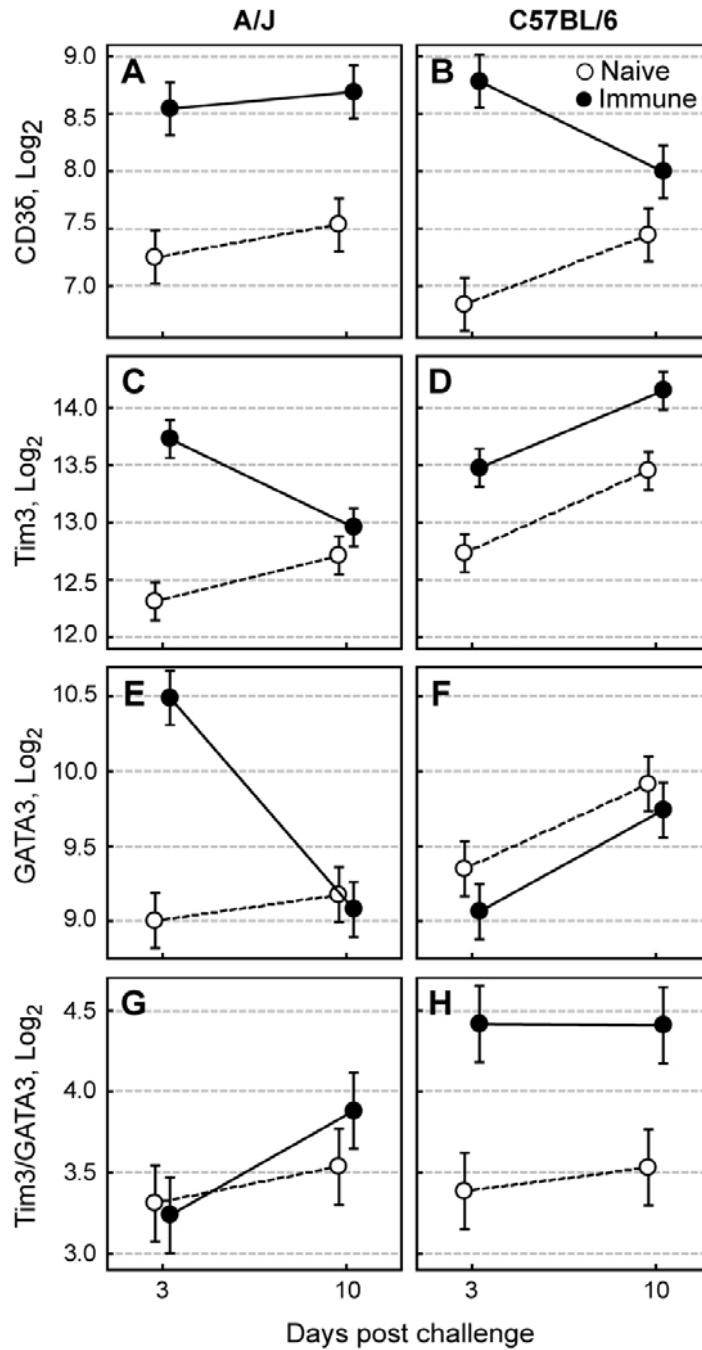 A/J C57BL/6
A B
Naive
Immune
CD3δ, Log2
9.0
8.5
8.0
7.5
7.0
C D
Tim3, Log2
14.0
13.5
13.0
12.5
12.0
E F
GATA3, Log2
10.5
10.0
9.5
9.0
G H
Tim3/GATA3, Log2
4.5
4.0
3.5
3.0
3 10 3 10
Days post challenge